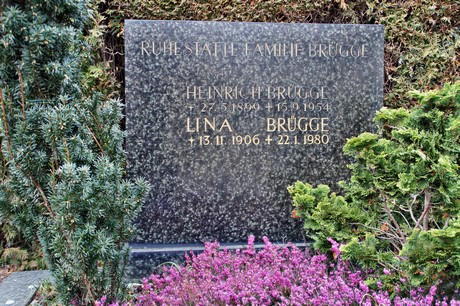 RUHESTÄTTE FAMILIE BRÜGGE
HEINRICH BRÜGGE
+ 27.5.1899 + 15.9.1954
LINA BRÜGGE
+ 13.11.1906 + 22.1.1980